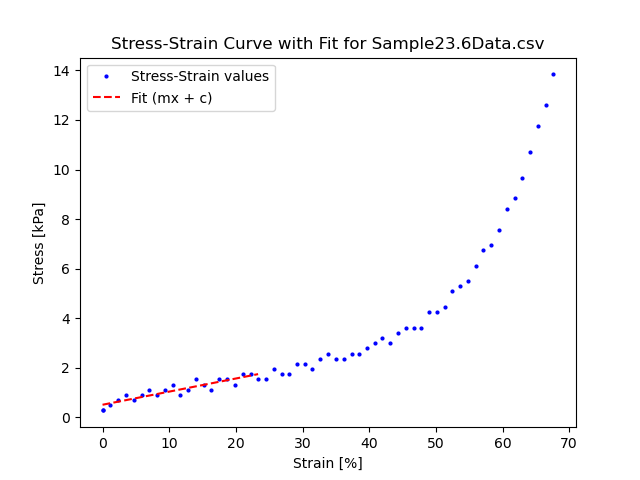 Stress-Strain Curve with Fit for Sample23.6Data.csv
Stress-Strain values
Fit (mx + c)
14
12
10
8
6
4
2
0
Stress [kPa]
0 10 20 30 40 50 60 70
Strain [%]